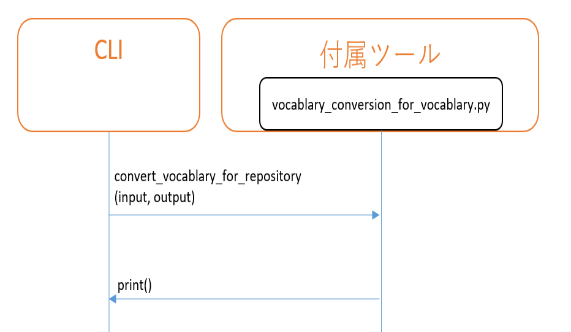 CLI
付属ツール
vocablary_conversion_for_vocablary.py
convert_vocablary_for_repository
(input, output)
print()